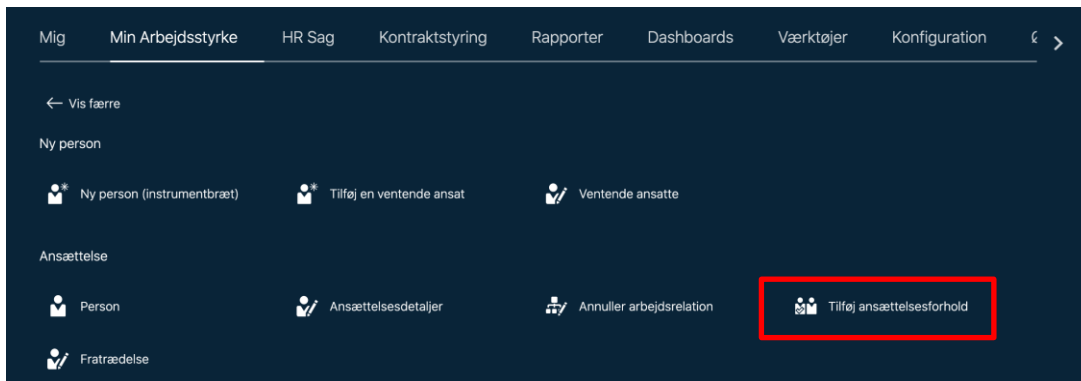 Mig Min Arbejdsstyrke HR Sag Kontraktstyring Rapporter Dashboards Værktøjer Konfiguration
← Vis færre
Ny person
Ny person (instrumentbræt) Tilføj en ventende ansat Ventende ansatte
Ansættelse
Person Ansættelsesdetaljer Annuller arbejdsrelation Tilføj ansættelsesforhold
Fratrædelse